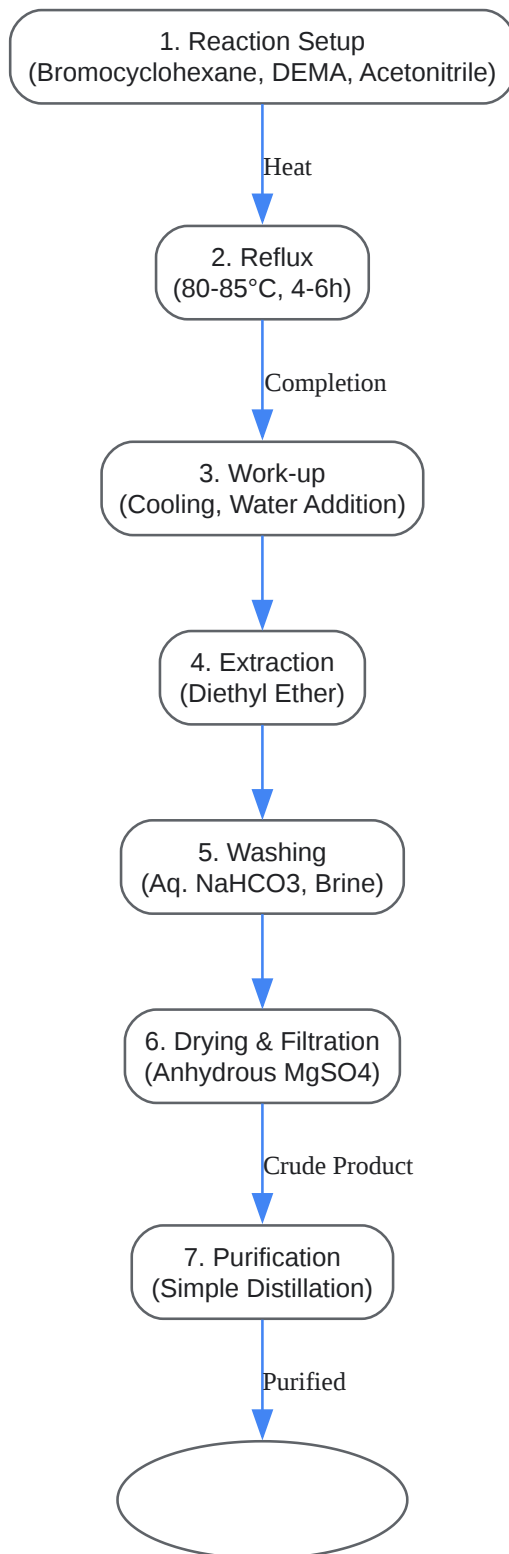 1. Reaction Setup
(Bromocyclohexane, DEMA, Acetonitrile)
Heat
2. Reflux
(80-85°C, 4-6h)
Completion
3. Work-up
(Cooling, Water Addition)
4. Extraction
(Diethyl Ether)
5. Washing
(Aq. NaHCO3, Brine)
6. Drying & Filtration
(Anhydrous MgSO4)
Crude Product
7. Purification
(Simple Distillation)
Purified